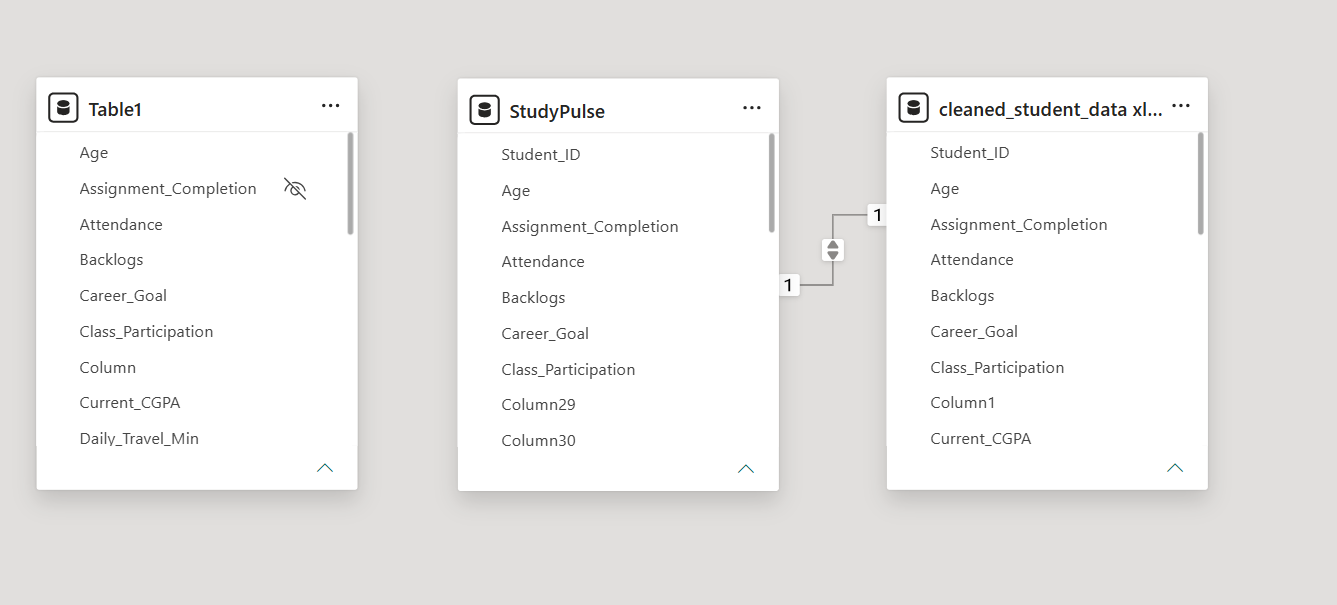 Table1
Age
Assignment_Completion
Attendance
Backlogs
Career_Goal
Class_Participation
Column
Current_CGPA
Daily_Travel_Min
StudyPulse
Student_ID
Age
Assignment_Completion
Attendance
Backlogs
Career_Goal
Class_Participation
Column29
Column30
1
1
cleaned_student_data xl...
Student_ID
Age
Assignment_Completion
Attendance
Backlogs
Career_Goal
Class_Participation
Column1
Current_CGPA